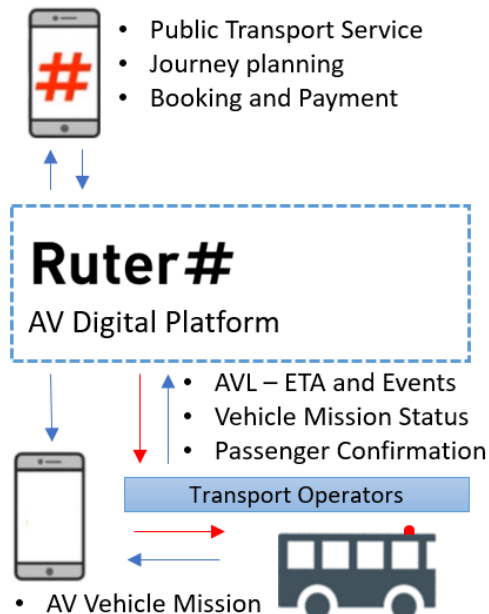 #
• Public Transport Service
• Journey planning
• Booking and Payment
Ruter#
AV Digital Platform
• AVL – ETA and Events
• Vehicle Mission Status
• Passenger Confirmation
Transport Operators
• AV Vehicle Mission